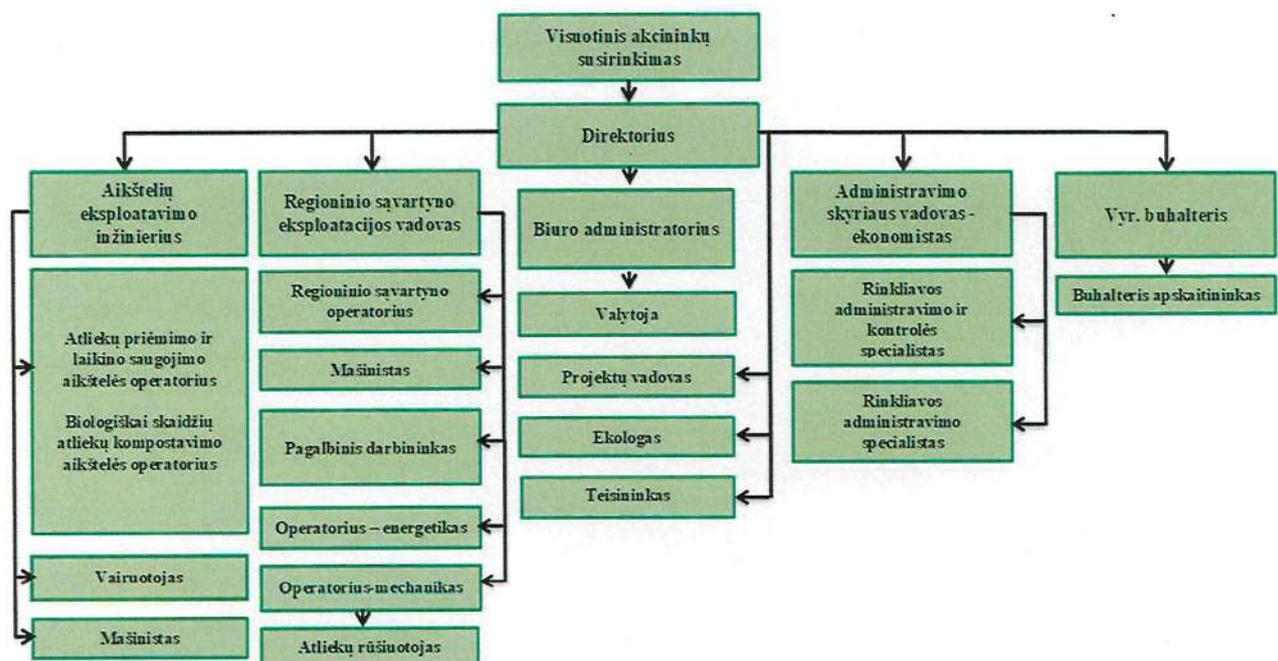 Visuotinis akcininkų
susirinkimas
Direktorius
Aikštelių
eksploatavimo
inžinierius
Atliekų priėmimo ir
laikino saugojimo
aikštelės operatorius
Biologiškai skaidžių
atliekų kompostavimo
aikštelės operatorius
Vairuotojas
Mašinistas
Regioninio sąvartyno
eksploatacijos vadovas
Regioninio sąvartyno
operatorius
Mašinistas
Pagalbinis darbininkas
Operatorius – energetikas
Operatorius-mechanikas
Atliekų rūšiuotojas
Biuro administratorius
Valytoja
Projektų vadovas
Ekologas
Teisininkas
Administravimo
skyriaus vadovas -
ekonomistas
Rinkliavos
administravimo ir
kontrolės
specialistas
Rinkliavos
administravimo
specialistas
Vyr. buhalteris
Buhalteris apskaitininkas